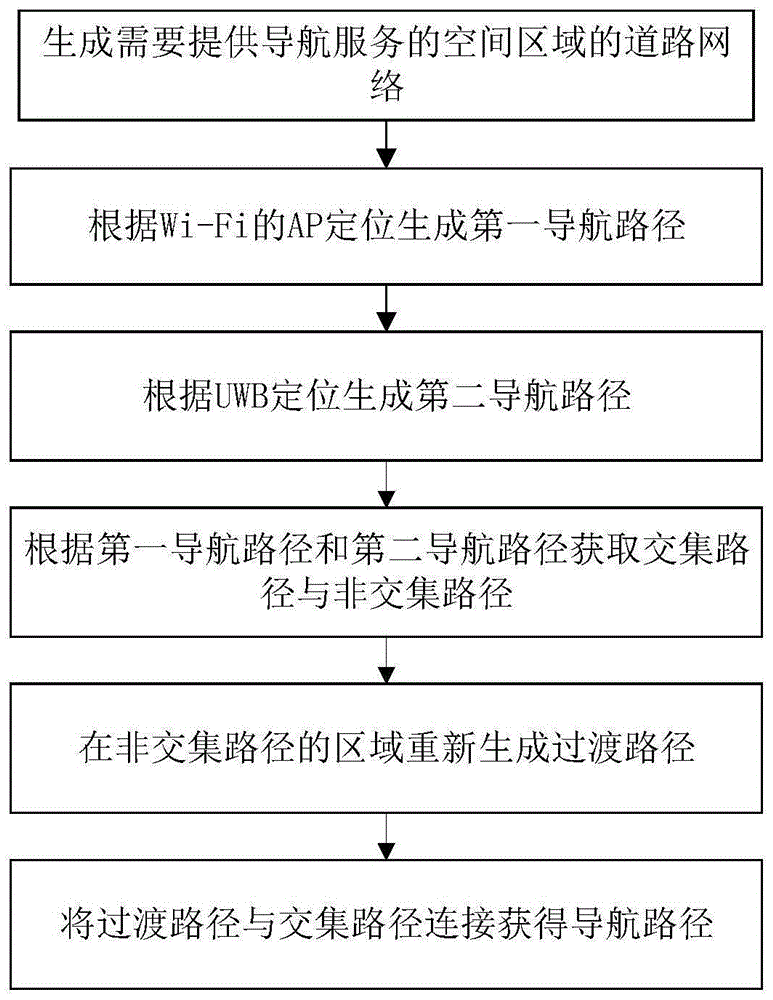 生成需要提供导航服务的空间区域的道路网
络
根据Wi-Fi的AP定位生成第一导航路径
根据UWB定位生成第二导航路径
根据第一导航路径和第二导航路径获取交集路
径与非交集路径
在非交集路径的区域重新生成过渡路径
将过渡路径与交集路径连接获得导航路径